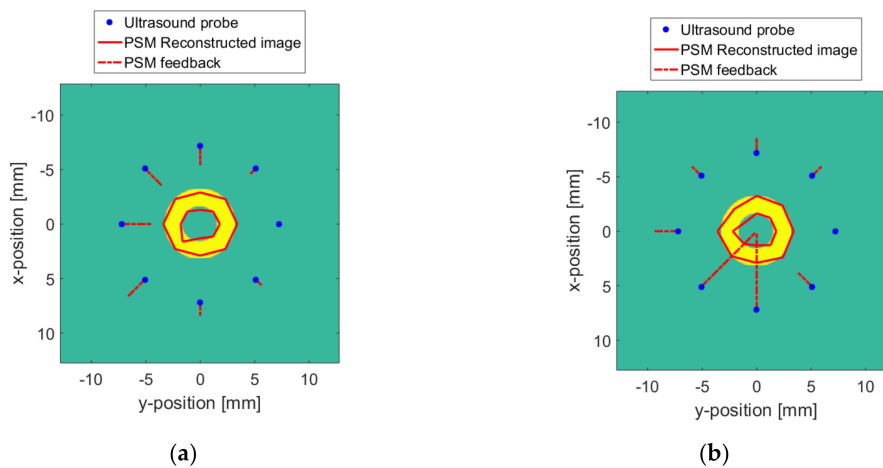 Ultrasound probe
PSM Reconstructed image
PSM feedback
-10
-5
0
5
10
x-position [mm]
-10 -5 0 5 10
y-position [mm]
(a)
Ultrasound probe
PSM Reconstructed image
PSM feedback
-10
-5
0
5
10
x-position [mm]
-10 -5 0 5 10
y-position [mm]
(b)